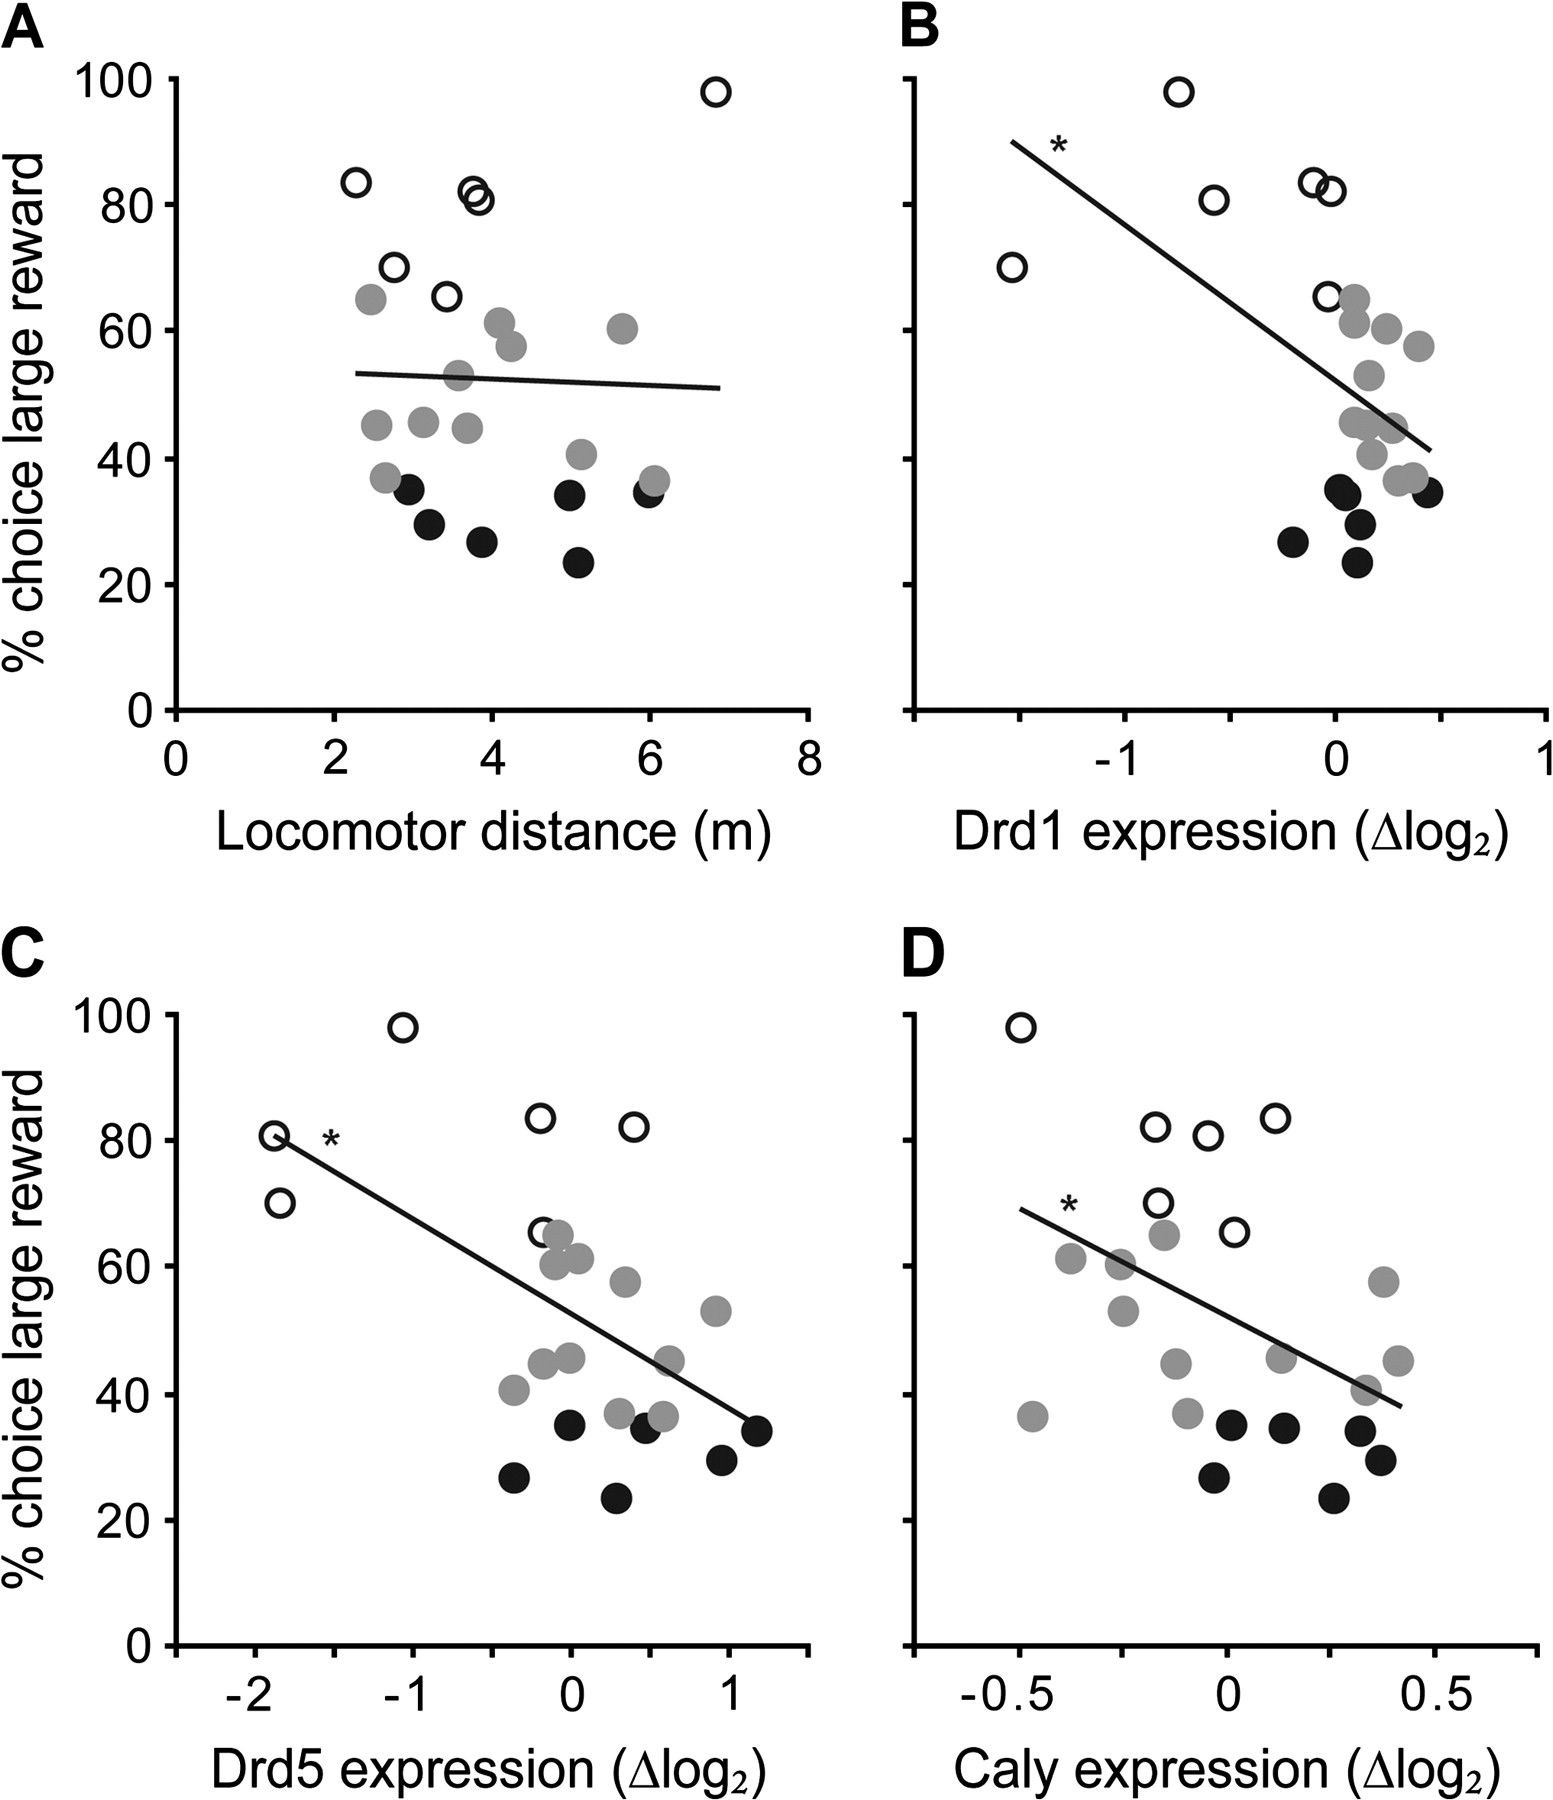 A
B
% choice large reward
100
80
60
40
20
0
0 2 4 6 8
Locomotor distance (m)
*
-1 0 1
Drd1 expression (Δlog₂)
C
D
% choice large reward
100
80
60
40
20
0
*
-2 -1 0 1
Drd5 expression (Δlog₂)
*
-0.5 0 0.5
Caly expression (Δlog₂)